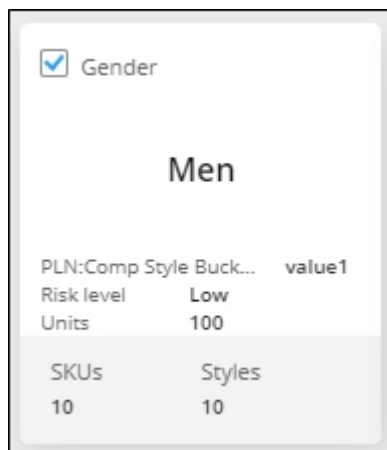 Gender
Men
PLN:Comp Style Buck... value1
Risk level Low
Units 100
SKUs Styles
10 10